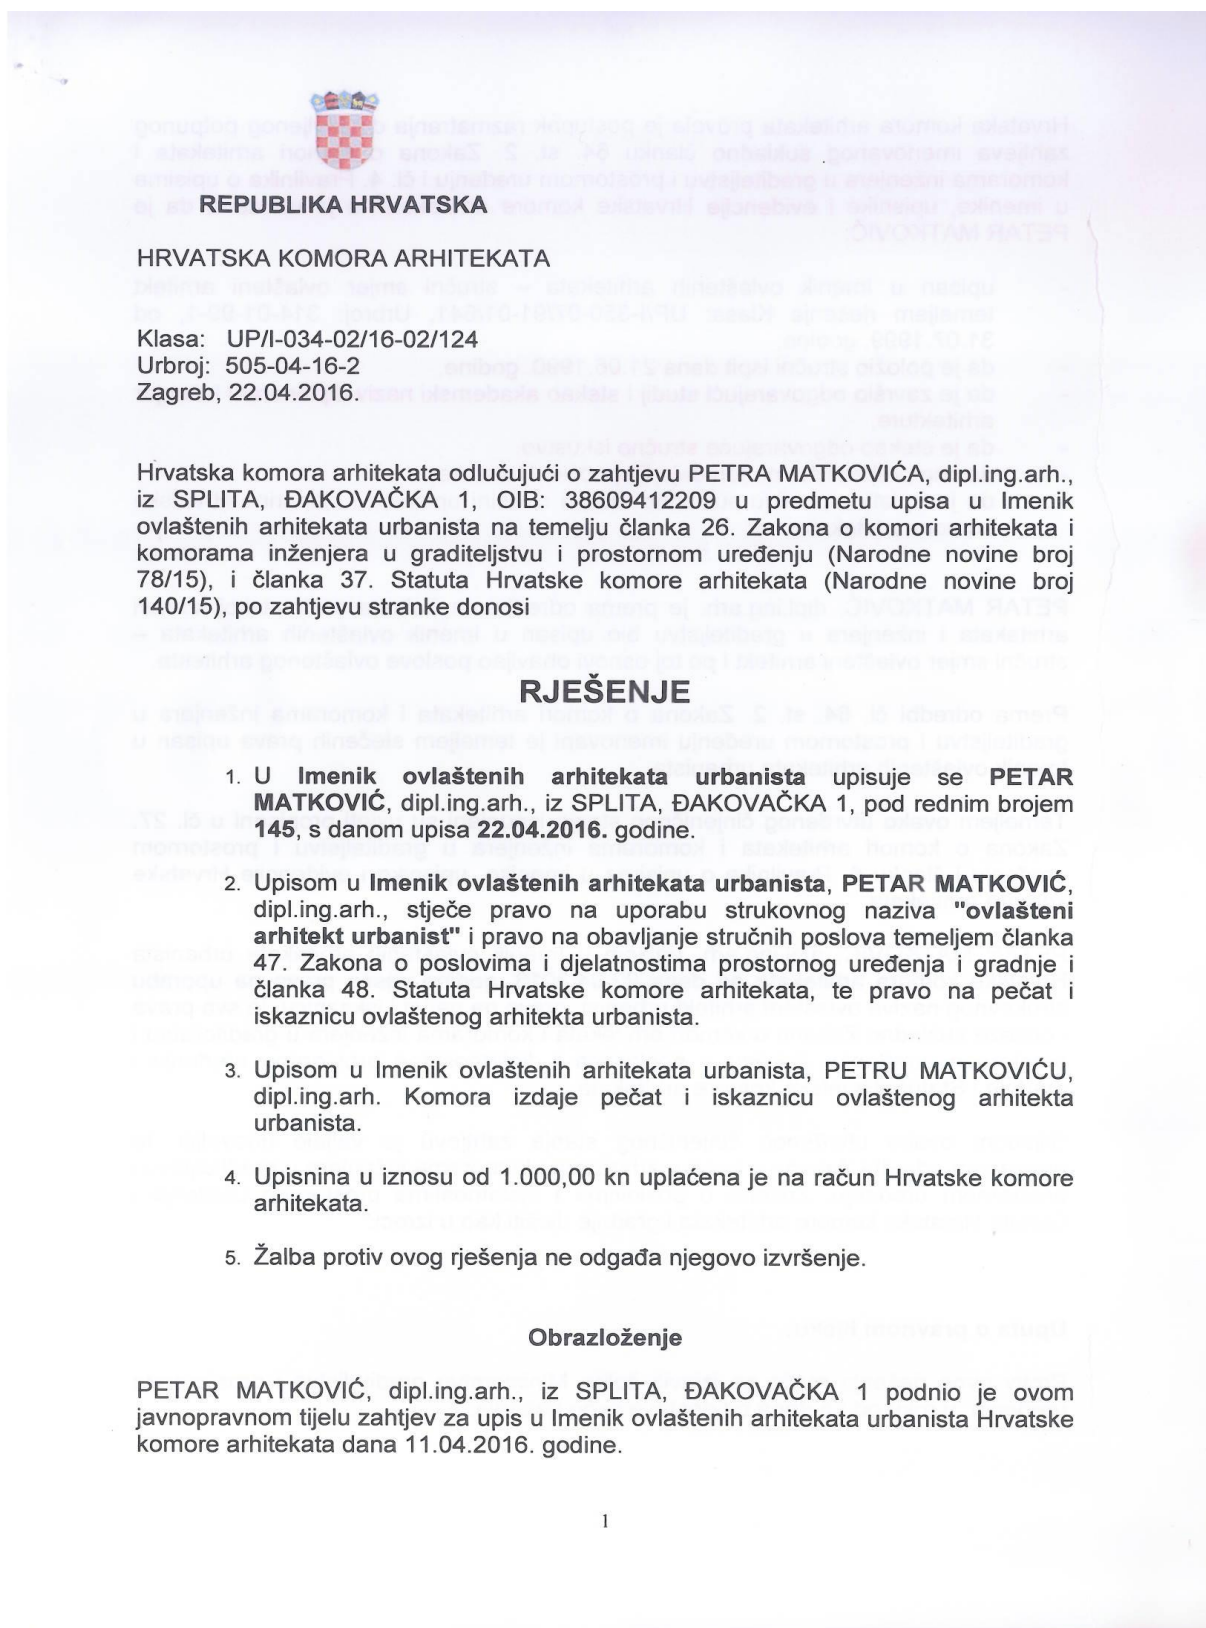 REPUBLIKA HRVATSKA
HRVATSKA KOMORA ARHITEKATA
Klasa: UP/I-034-02/16-02/124
Urbroj: 505-04-16-2
Zagreb, 22.04.2016.
Hrvatska komora arhitekata odlučujući o zahtjevu PETRA MATKOVIĆA, dipl.ing.arh.,
iz SPLITA, ĐAKOVAČKA 1, OIB: 38609412209 u predmetu upisa u Imenik
ovlaštenih arhitekata urbanista na temelju članka 26. Zakona o komori arhitekata i
komorama inženjera u graditeljstvu i prostornom uređenju (Narodne novine broj
78/15), i članka 37. Statuta Hrvatske komore arhitekata (Narodne novine broj
140/15), po zahtjevu stranke donosi
RJEŠENJE
1. U Imenik ovlaštenih arhitekata urbanista upisuje se PETAR
MATKOVIĆ, dipl.ing.arh., iz SPLITA, ĐAKOVAČKA 1, pod rednim brojem
145, s danom upisa 22.04.2016. godine.
2. Upisom u Imenik ovlaštenih arhitekata urbanista, PETAR MATKOVIĆ,
dipl.ing.arh., stječe pravo na uporabu strukovnog naziva "ovlašteni
arhitekt urbanist" i pravo na obavljanje stručnih poslova temeljem članka
47. Zakona o poslovima i djelatnostima prostornog uređenja i gradnje i
članka 48. Statuta Hrvatske komore arhitekata, te pravo na pečat i
iskaznicu ovlaštenog arhitekta urbanista.
3. Upisom u Imenik ovlaštenih arhitekata urbanista, PETRU MATKOVIĆU,
dipl.ing.arh. Komora izdaje pečat i iskaznicu ovlaštenog arhitekta
urbanista.
4. Upisnina u iznosu od 1.000,00 kn uplaćena je na račun Hrvatske komore
arhitekata.
5. Žalba protiv ovog rješenja ne odgađa njegovo izvršenje.
Obrazloženje
PETAR MATKOVIĆ, dipl.ing.arh., iz SPLITA, ĐAKOVAČKA 1 podnio je ovom
javnopravnom tijelu zahtjev za upis u Imenik ovlaštenih arhitekata urbanista Hrvatske
komore arhitekata dana 11.04.2016. godine.
1